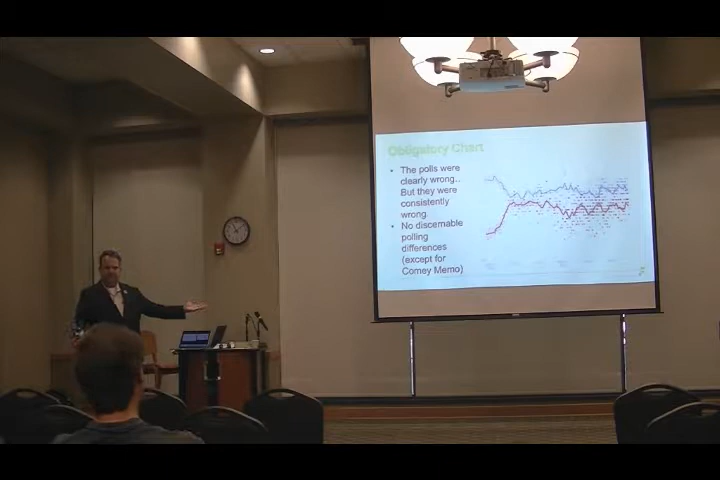 Obligatory Chart
• The polls were
clearly wrong..
But they were
consistently
wrong
• No discernable
polling
differences
(except for
Comey Memo)